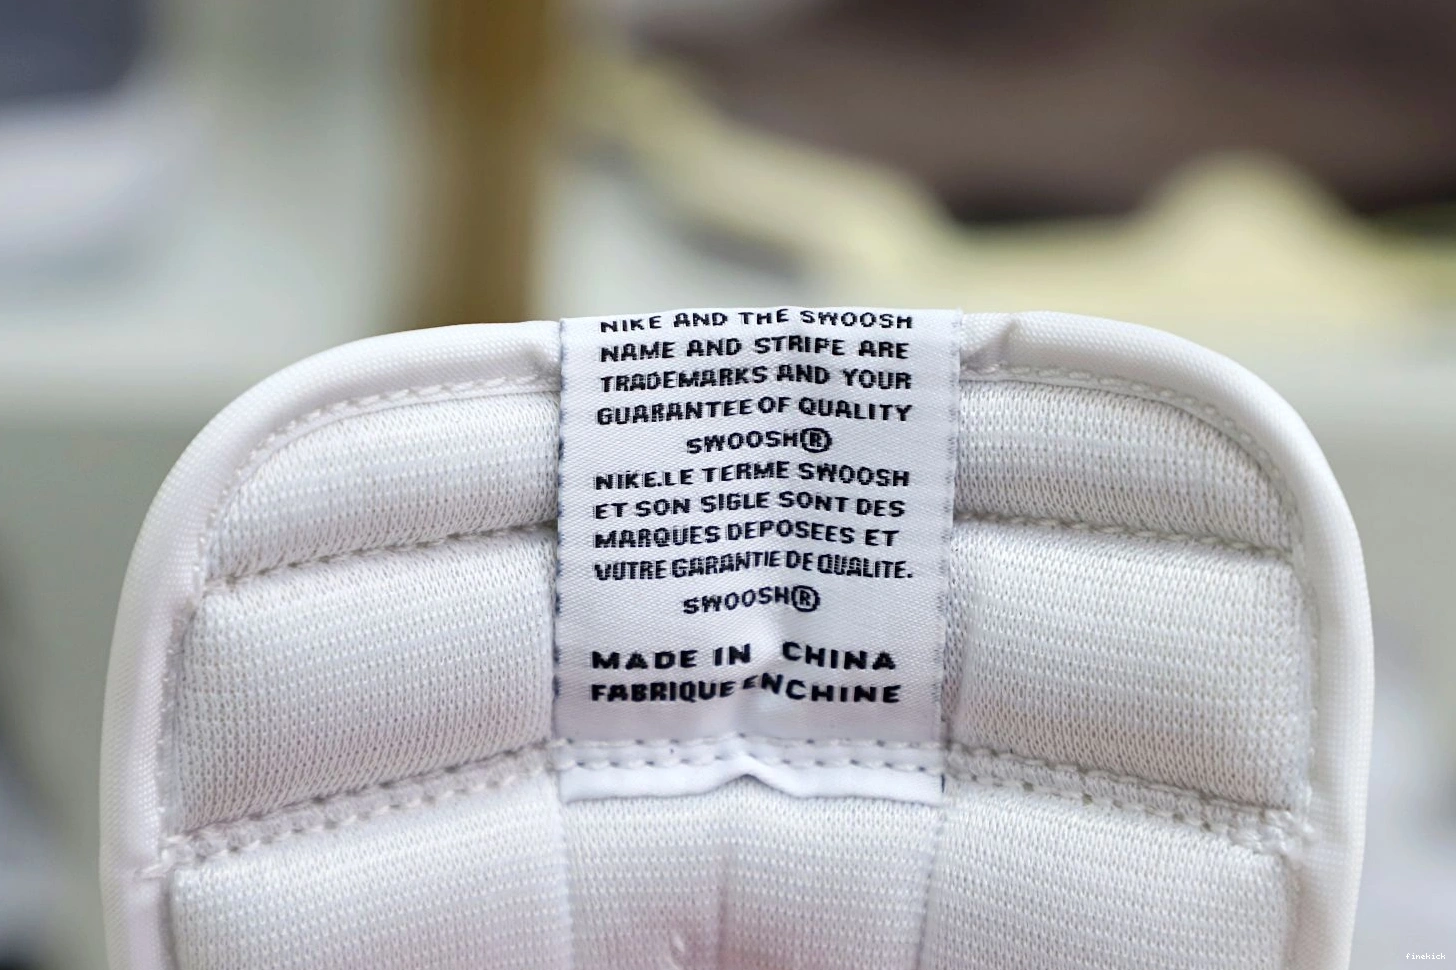 NIKE AND THE SWOOSH
NAME AND STRIPE ARE
TRADEMARKS AND YOUR
GUARANTEE OF QUALITY
SWOOSH®
NIKE.LE TERME SWOOSH
ET SON SIGLE SONT DES
MARQUES DEPOSEES ET
VOTRE GARANTIE DE QUALITE.
SWOOSH®
MADE IN CHINA
FABRIQUE EN CHINE
finekick